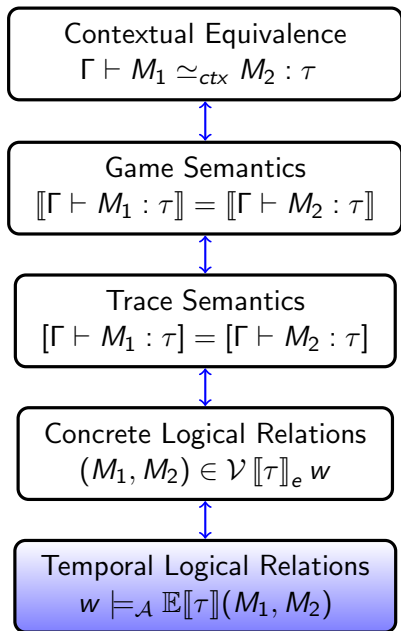 Contextual Equivalence
Γ ⊢ M₁ ≃ctx M₂ : τ
Game Semantics
⟦Γ ⊢ M₁ : τ⟧ = ⟦Γ ⊢ M₂ : τ⟧
Trace Semantics
[Γ ⊢ M₁ : τ] = [Γ ⊢ M₂ : τ]
Concrete Logical Relations
(M₁, M₂) ∈ 𝒱 ⟦τ⟧ₑ w
Temporal Logical Relations
w ⊨𝒜 𝔼⟦τ⟧(M₁, M₂)